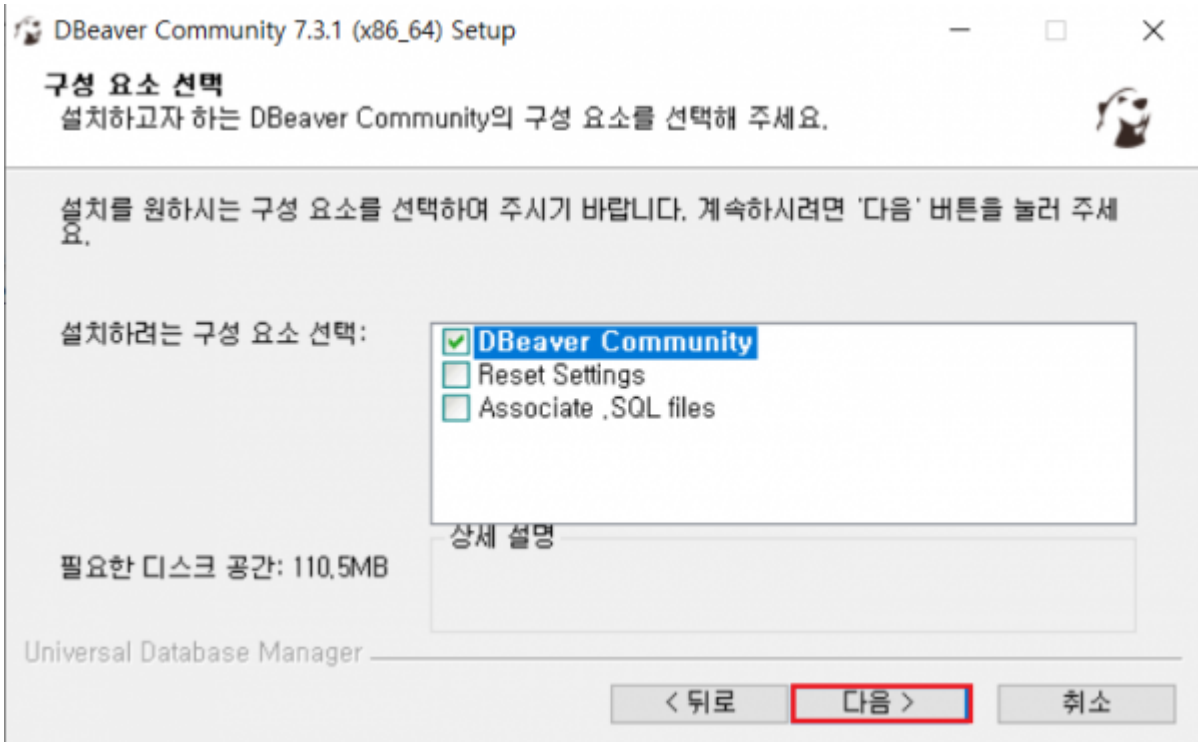 DBeaver Community 7.3.1 (x86_64) Setup
구성 요소 선택
설치하고자 하는 DBeaver Community의 구성 요소를 선택해 주세요.
설치를 원하시는 구성 요소를 선택하여 주시기 바랍니다. 계속하시려면 '다음' 버튼을 눌러 주세
요.
설치하려는 구성 요소 선택:
DBeaver Community
Reset Settings
Associate .SQL files
상세 설명
필요한 디스크 공간: 110.5MB
Universal Database Manager
< 뒤로
다음 >
취소